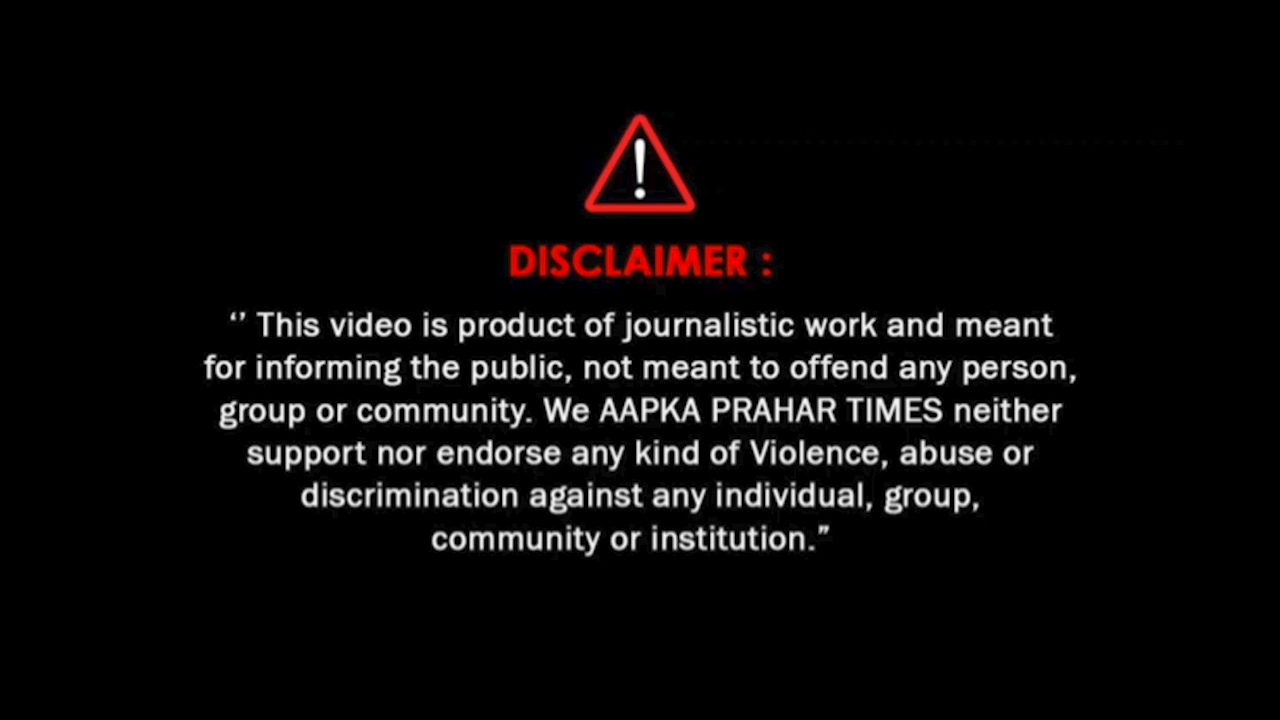 !
DISCLAIMER :
‘’ This video is product of journalistic work and meant
for informing the public, not meant to offend any person,
group or community. We AAPKA PRAHAR TIMES neither
support nor endorse any kind of Violence, abuse or
discrimination against any individual, group,
community or institution.”